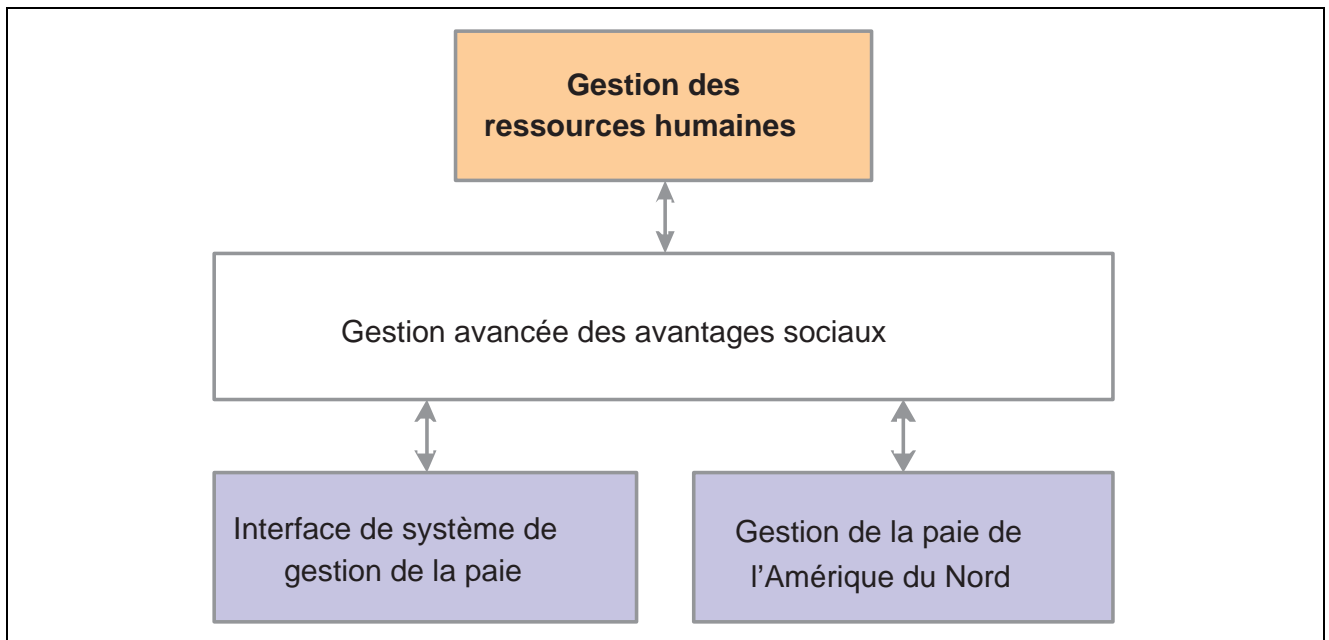 Gestion des
ressources humaines
Gestion avancée des avantages sociaux
Interface de système de
gestion de la paie
Gestion de la paie de
l’Amérique du Nord